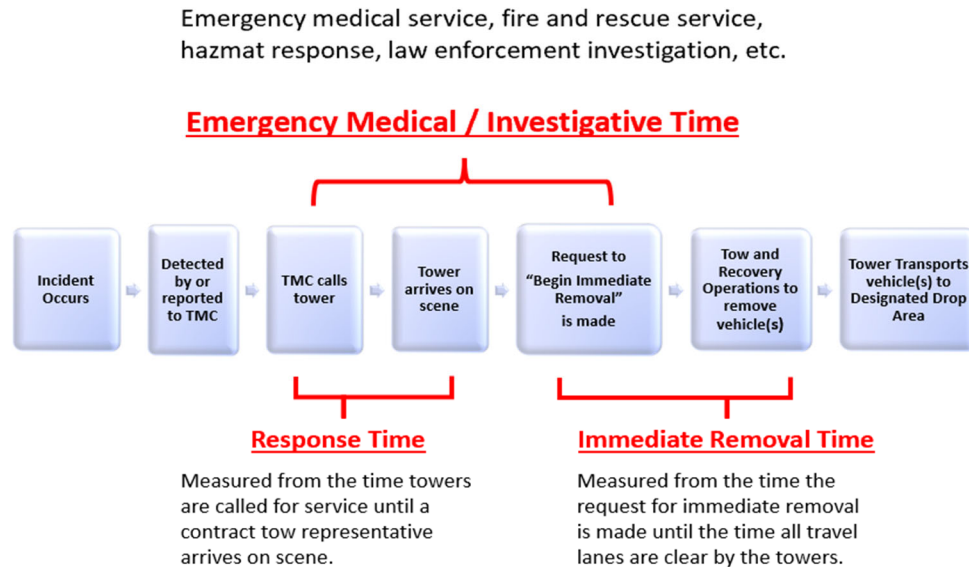 Emergency medical service, fire and rescue service,
hazmat response, law enforcement investigation, etc.
Emergency Medical / Investigative Time
Incident
Occurs
Detected
by or
reported
to TMC
TMC calls
tower
Tower
arrives on
scene
Request to
“Begin Immediate
Removal”
is made
Tow and
Recovery
Operations to
remove
vehicle(s)
Tower Transports
vehicle(s) to
Designated Drop
Area
Response Time
Measured from the time towers
are called for service until a
contract tow representative
arrives on scene.
Immediate Removal Time
Measured from the time the
request for immediate removal
is made until the time all travel
lanes are clear by the towers.